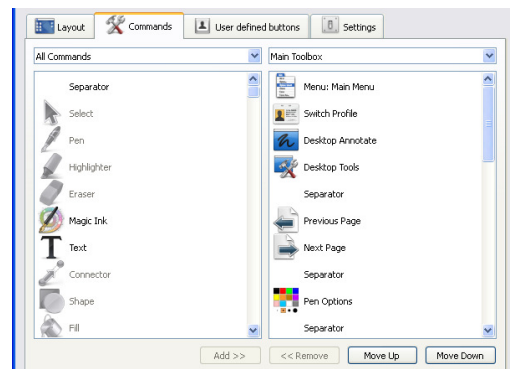 Layout
Commands
User defined buttons
Settings
All Commands
Main Toolbox
Separator
Select
Pen
Highlighter
Eraser
Magic Ink
Text
Connector
Shape
Fill
Menu: Main Menu
Switch Profile
Desktop Annotate
Desktop Tools
Separator
Previous Page
Next Page
Separator
Pen Options
Separator
Add >>
<< Remove
Move Up
Move Down